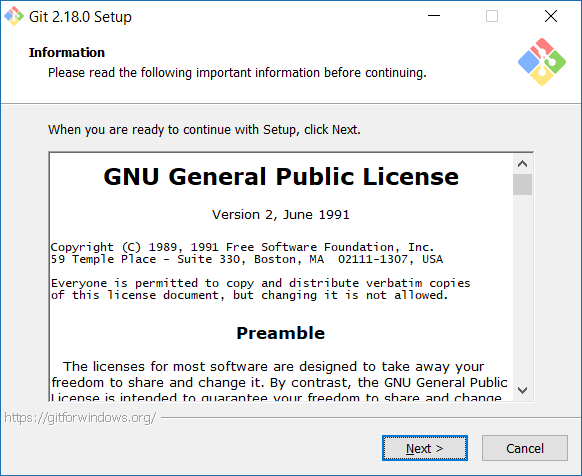 Git 2.18.0 Setup
Information
Please read the following important information before continuing.
When you are ready to continue with Setup, click Next.
GNU General Public License
Version 2, June 1991
Copyright (C) 1989, 1991 Free Software Foundation, Inc.
59 Temple Place - Suite 330, Boston, MA  02111-1307, USA
Everyone is permitted to copy and distribute verbatim copies
of this license document, but changing it is not allowed.
Preamble
The licenses for most software are designed to take away your
freedom to share and change it. By contrast, the GNU General Public
License is intended to guarantee your freedom to share and change
https://gitforwindows.org/
Next >
Cancel